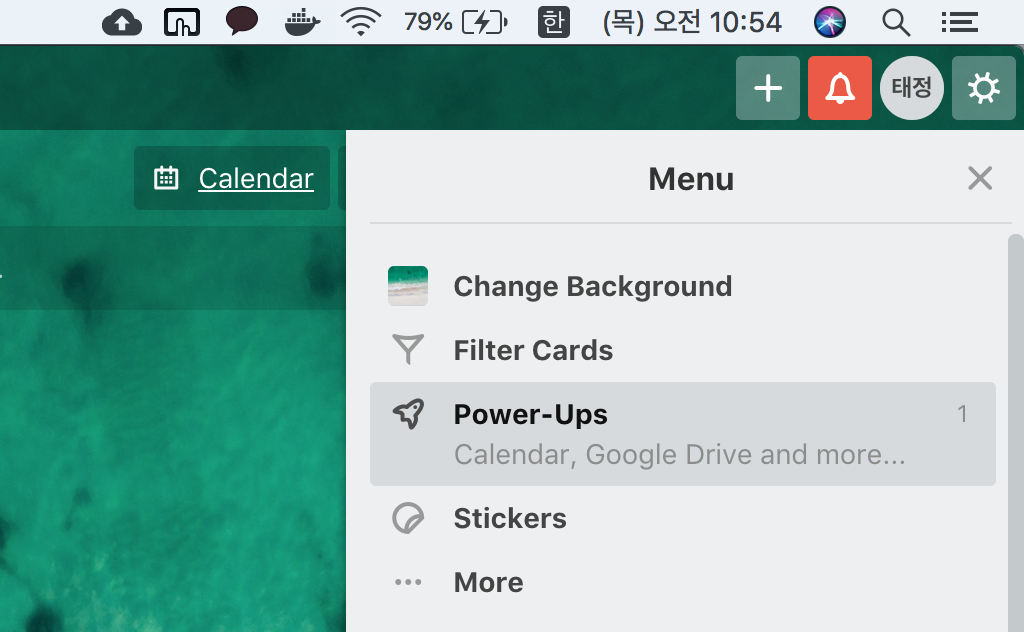 79% 한 (목) 오전 10:54
태정
Calendar
Menu
Change Background
Filter Cards
Power-Ups 1
Calendar, Google Drive and more...
Stickers
More